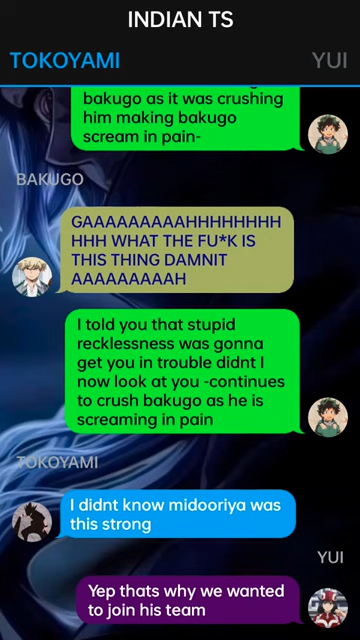 INDIAN TS
TOKOYAMI
YUI
bakugo as it was crushing
him making bakugo
scream in pain-
BAKUGO
GAAAAAAAAAHHHHHHHH
HHH WHAT THE FU*K IS
THIS THING DAMNIT
AAAAAAAAAH
I told you that stupid
recklessness was gonna
get you in trouble didnt I
now look at you -continues
to crush bakugo as he is
screaming in pain
TOKOYAMI
I didnt know midooriya was
this strong
YUI
Yep thats why we wanted
to join his team